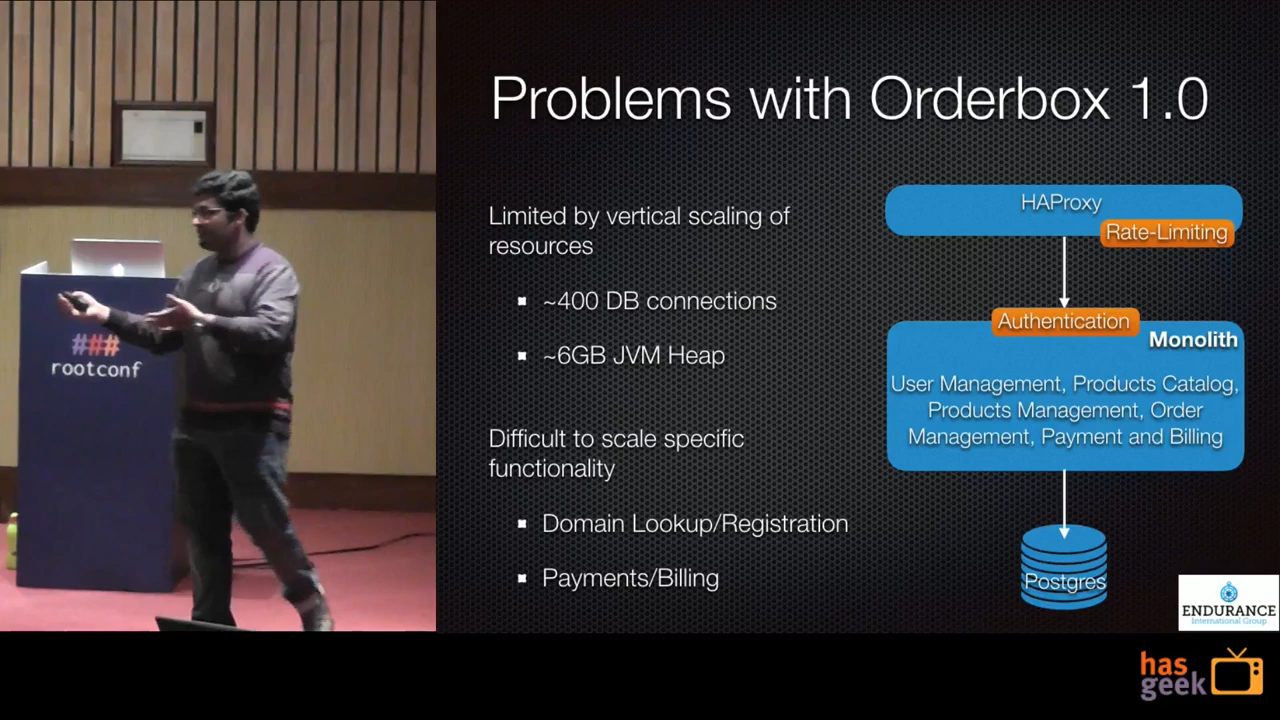 Problems with Orderbox 1.0
Limited by vertical scaling of
resources
~400 DB connections
~6GB JVM Heap
Difficult to scale specific
functionality
Domain Lookup/Registration
Payments/Billing
HAProxy
Rate-Limiting
Authentication
Monolith
User Management, Products Catalog,
Products Management, Order
Management, Payment and Billing
Postgres
ENDURANCE
International Group
###
rootconf
has
geek